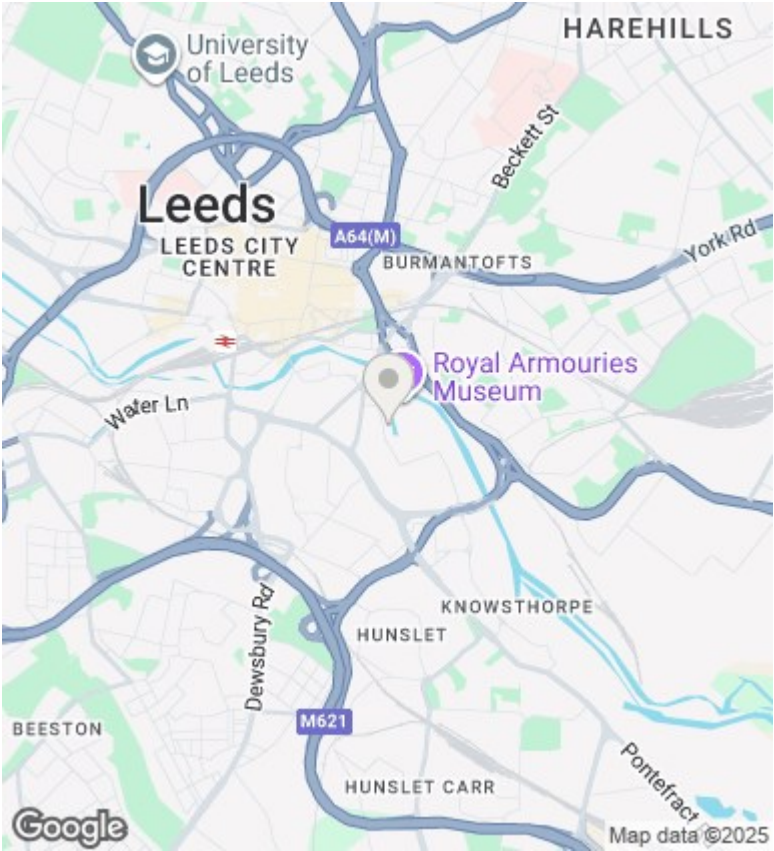 HAREHILLS
University
of Leeds
Beckett St
Leeds
A64(M)
LEEDS CITY
CENTRE
BURMANTOFTS
York Rd
Royal Armouries
Museum
Water Ln
KNOWSTHORPE
Dewsbury Rd
HUNSLET
M621
BEESTON
Pontefract
HUNSLET CARR
Google
Map data ©2025